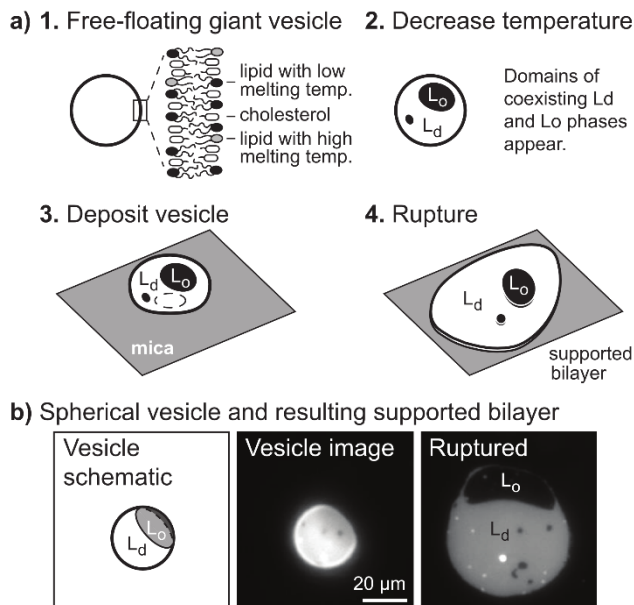 a) 1. Free-floating giant vesicle
lipid with low
melting temp.
cholesterol
lipid with high
melting temp.
2. Decrease temperature
Lo
Ld
Domains of
coexisting Ld
and Lo phases
appear.
3. Deposit vesicle
Ld
Lo
mica
4. Rupture
Ld
Lo
supported
bilayer
b) Spherical vesicle and resulting supported bilayer
Vesicle
schematic
Lo
Ld
Vesicle image
20 µm
Ruptured
Lo
Ld